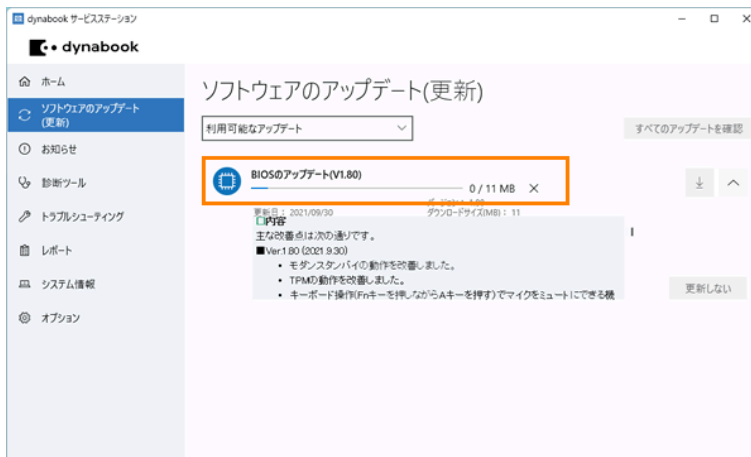 dynabook サービスステーション
dynabook
ホーム
ソフトウェアのアップデート
(更新)
お知らせ
診断ツール
トラブルシューティング
レポート
システム情報
オプション
ソフトウェアのアップデート(更新)
利用可能なアップデート
すべてのアップデートを確認
BIOSのアップデート(V1.80)
0 / 11 MB
更新日: 2021/09/30
ダウンロードサイズ(MB): 11
□内容
主な改善点は次の通りです。
■Ver.1.80 (2021.9.30)
• モダンスタンバイの動作を改善しました。
• TPMの動作を改善しました。
• キーボード操作(Fnキーを押しながらAキーを押す)でマイクをミュートにできる機
更新しない